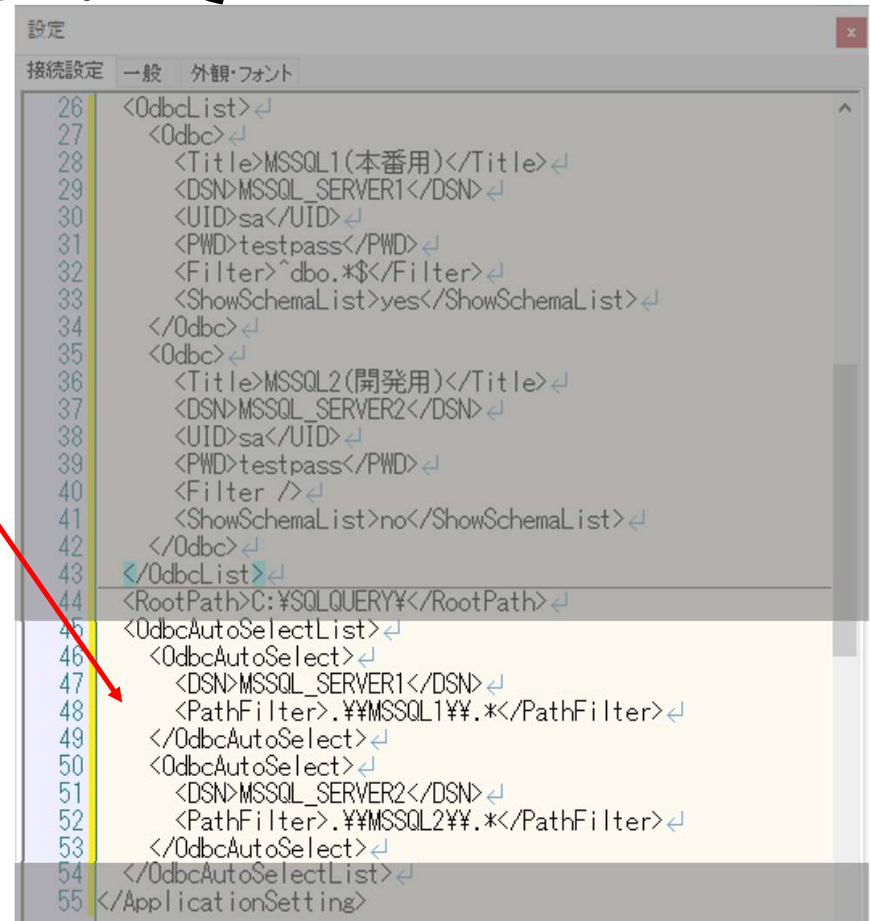 設定
x
接続設定 一般 外観・フォント
26 <OdbcList>↵
27 <Odbc>↵
28 <Title>MSSQL1(本番用)</Title>↵
29 <DSN>MSSQL_SERVER1</DSN>↵
30 <UID>sa</UID>↵
31 <PWD>testpass</PWD>↵
32 <Filter>^dbo.*$</Filter>↵
33 <ShowSchemaList>yes</ShowSchemaList>↵
34 </Odbc>↵
35 <Odbc>↵
36 <Title>MSSQL2(開発用)</Title>↵
37 <DSN>MSSQL_SERVER2</DSN>↵
38 <UID>sa</UID>↵
39 <PWD>testpass</PWD>↵
40 <Filter />↵
41 <ShowSchemaList>no</ShowSchemaList>↵
42 </Odbc>↵
43 </OdbcList>↵
44 <RootPath>C:¥SQLQUERY¥</RootPath>↵
45 <OdbcAutoSelectList>↵
46 <OdbcAutoSelect>↵
47 <DSN>MSSQL_SERVER1</DSN>↵
48 <PathFilter>.¥¥MSSQL1¥¥.*</PathFilter>↵
49 </OdbcAutoSelect>↵
50 <OdbcAutoSelect>↵
51 <DSN>MSSQL_SERVER2</DSN>↵
52 <PathFilter>.¥¥MSSQL2¥¥.*</PathFilter>↵
53 </OdbcAutoSelect>↵
54 </OdbcAutoSelectList>↵
55 </ApplicationSetting>